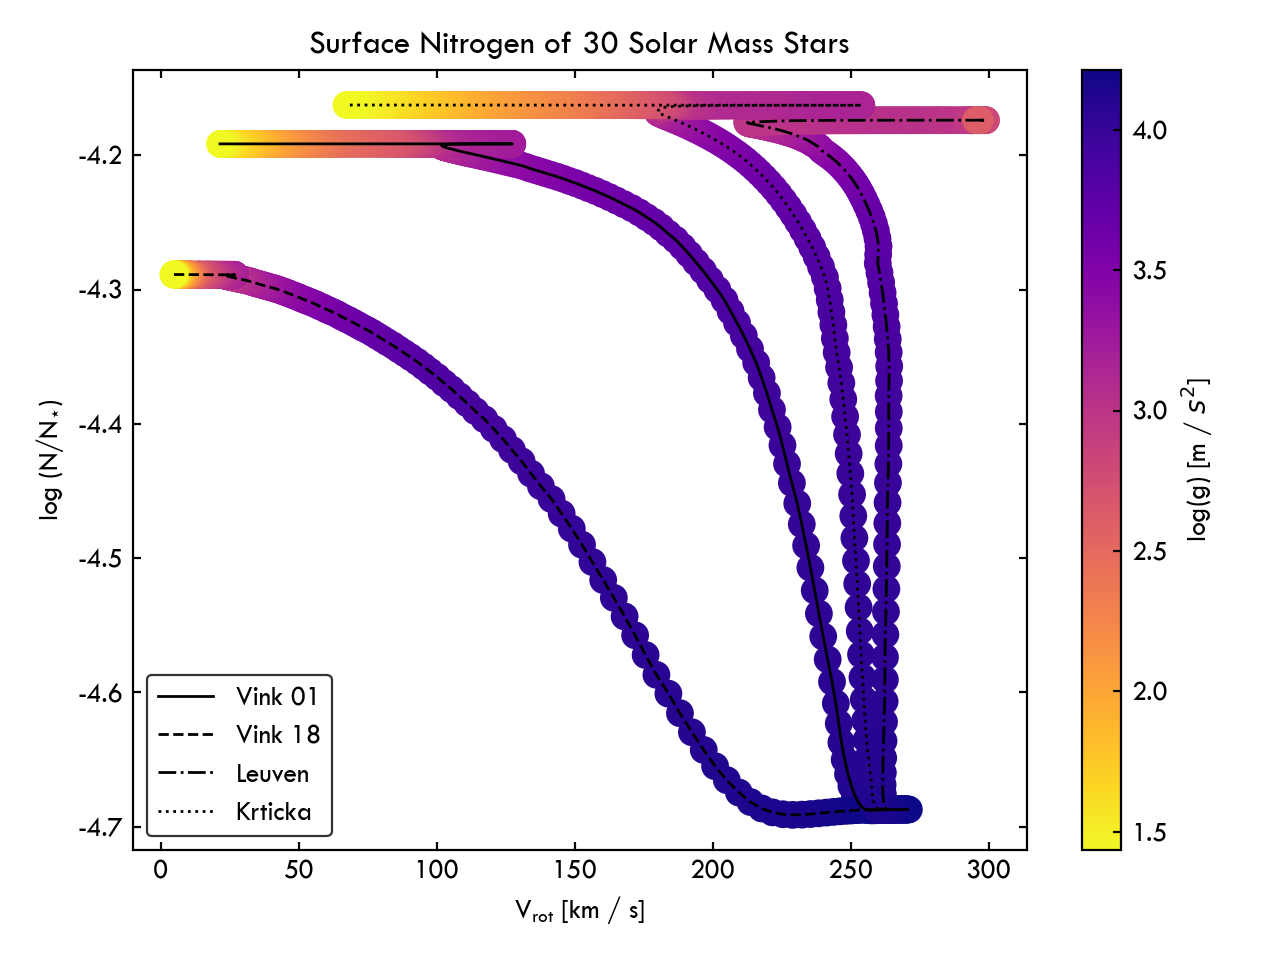 Surface Nitrogen of 30 Solar Mass Stars
-4.2
-4.3
-4.4
-4.5
-4.6
-4.7
log (N/N⋆)
Vink 01
Vink 18
Leuven
Krticka
0
50
100
150
200
250
300
Vrot [km / s]
4.0
3.5
3.0
2.5
2.0
1.5
log(g) [m / s²]